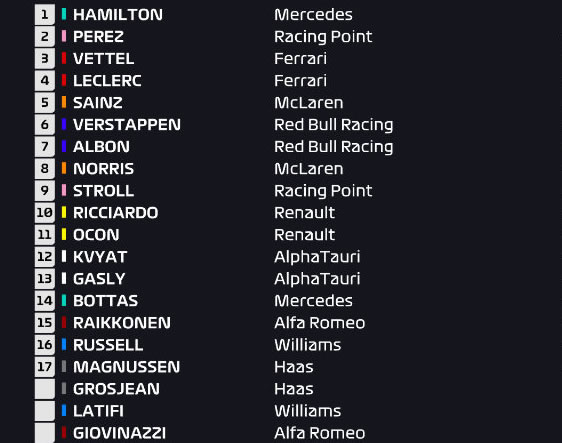 1 HAMILTON Mercedes
2 PEREZ Racing Point
3 VETTEL Ferrari
4 LECLERC Ferrari
5 SAINZ McLaren
6 VERSTAPPEN Red Bull Racing
7 ALBON Red Bull Racing
8 NORRIS McLaren
9 STROLL Racing Point
10 RICCIARDO Renault
11 OCON Renault
12 KVYAT AlphaTauri
13 GASLY AlphaTauri
14 BOTTAS Mercedes
15 RAIKKONEN Alfa Romeo
16 RUSSELL Williams
17 MAGNUSSEN Haas
GROSJEAN Haas
LATIFI Williams
GIOVINAZZI Alfa Romeo